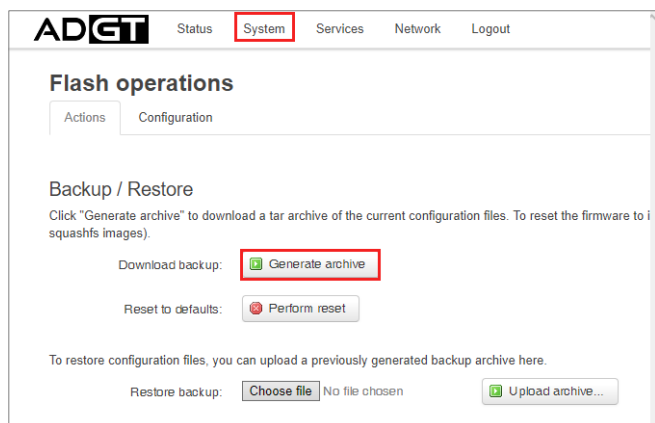 ADGT Status System Services Network Logout
Flash operations
Actions Configuration
Backup / Restore
Click "Generate archive" to download a tar archive of the current configuration files. To reset the firmware to i
squashfs images).
Download backup: Generate archive
Reset to defaults: Perform reset
To restore configuration files, you can upload a previously generated backup archive here.
Restore backup: Choose file No file chosen Upload archive...